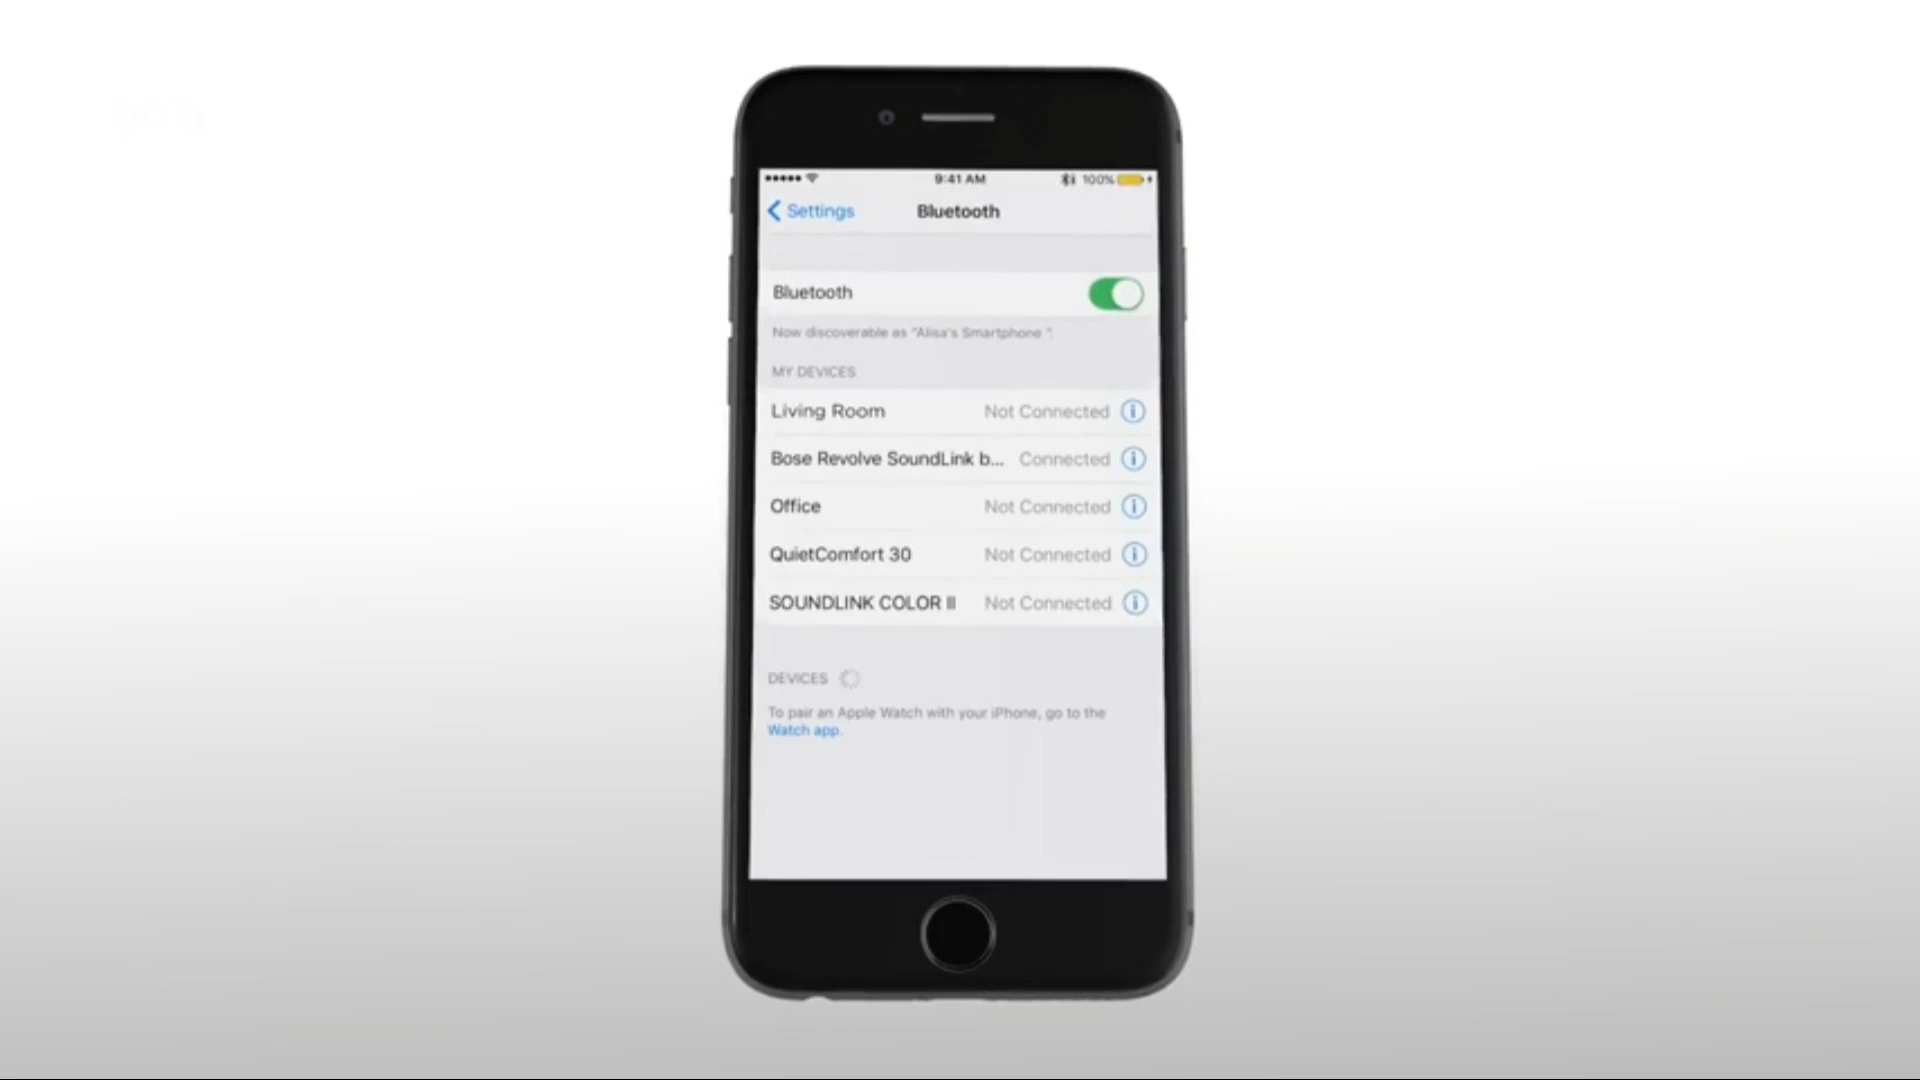 9:41 AM 100%
Settings Bluetooth
Bluetooth
Now discoverable as "Alisa's Smartphone ".
MY DEVICES
Living Room Not Connected
Bose Revolve SoundLink b... Connected
Office Not Connected
QuietComfort 30 Not Connected
SOUNDLINK COLOR II Not Connected
DEVICES
To pair an Apple Watch with your iPhone, go to the
Watch app.